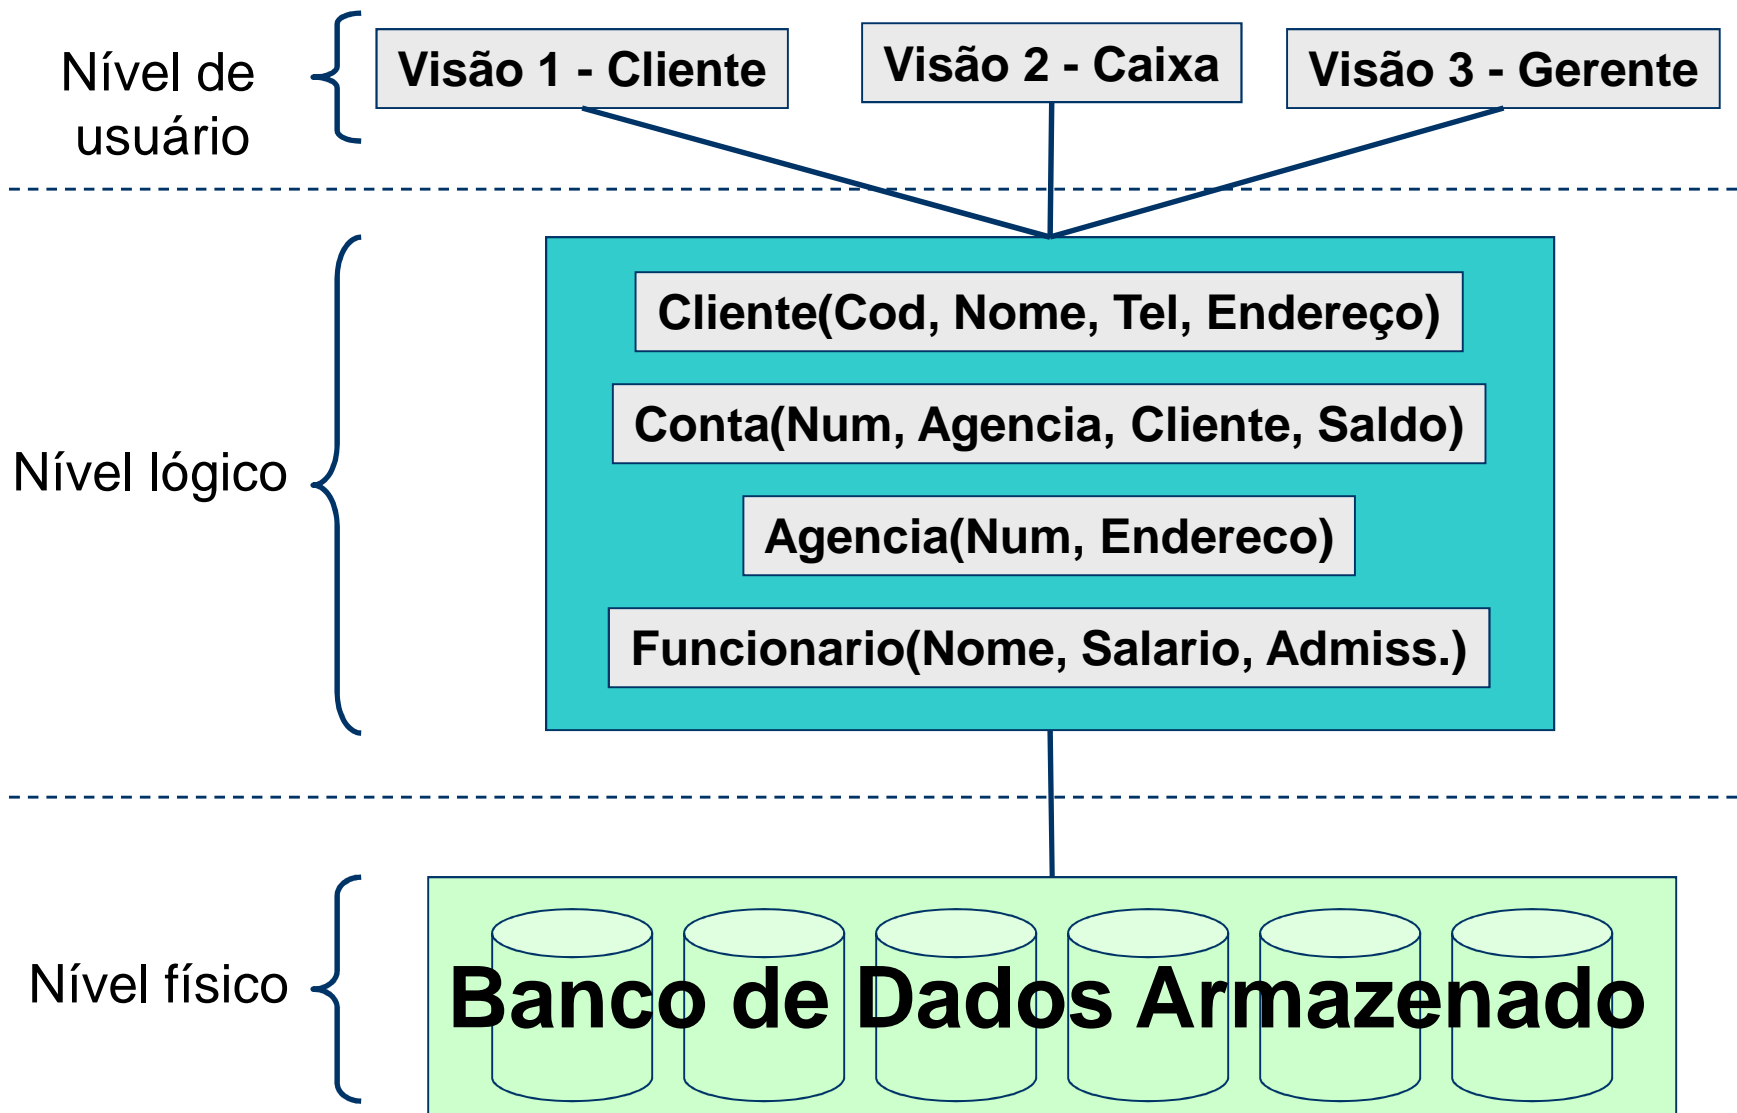 Nível de
usuário
Visão 1 - Cliente
Visão 2 - Caixa
Visão 3 - Gerente
Nível lógico
Cliente(Cod, Nome, Tel, Endereço)
Conta(Num, Agencia, Cliente, Saldo)
Agencia(Num, Endereco)
Funcionario(Nome, Salario, Admiss.)
Nível físico
Banco de Dados Armazenado